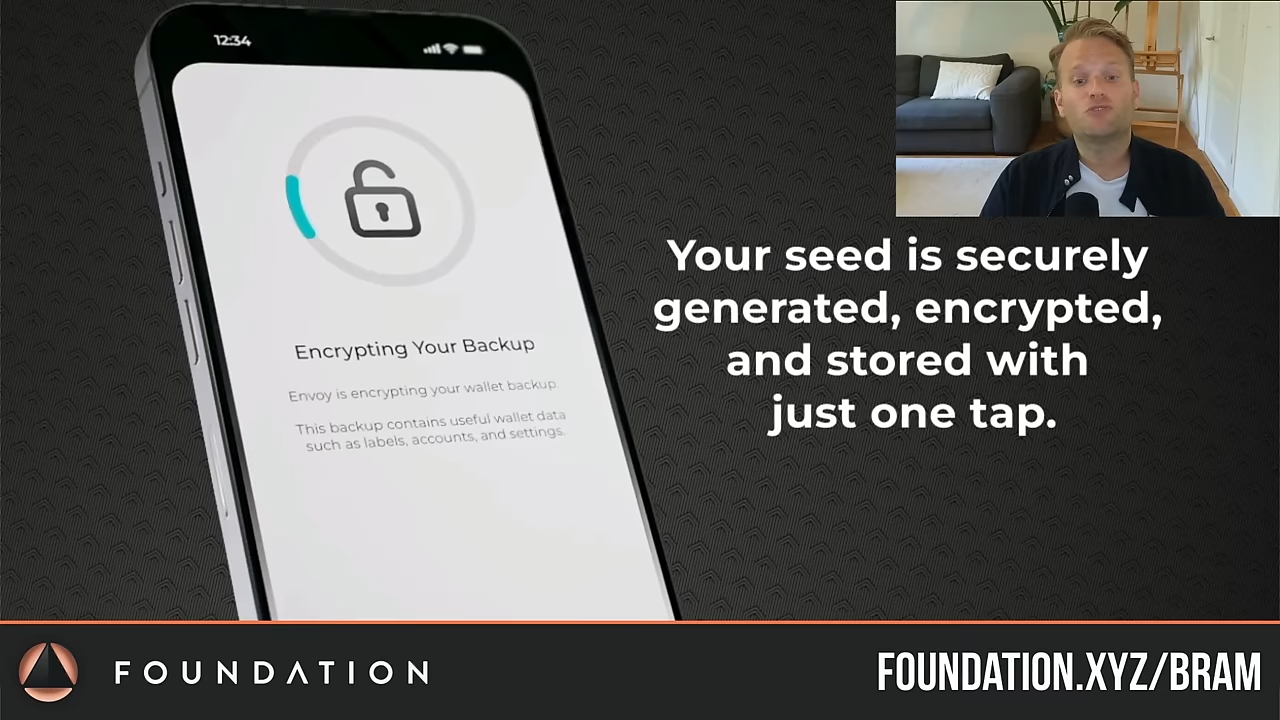 12:34
Encrypting Your Backup
Envoy is encrypting your wallet backup.
This backup contains useful wallet data
such as labels, accounts, and settings.
Your seed is securely
generated, encrypted,
and stored with
just one tap.
FOUNDATION
FOUNDATION.XYZ/BRAM